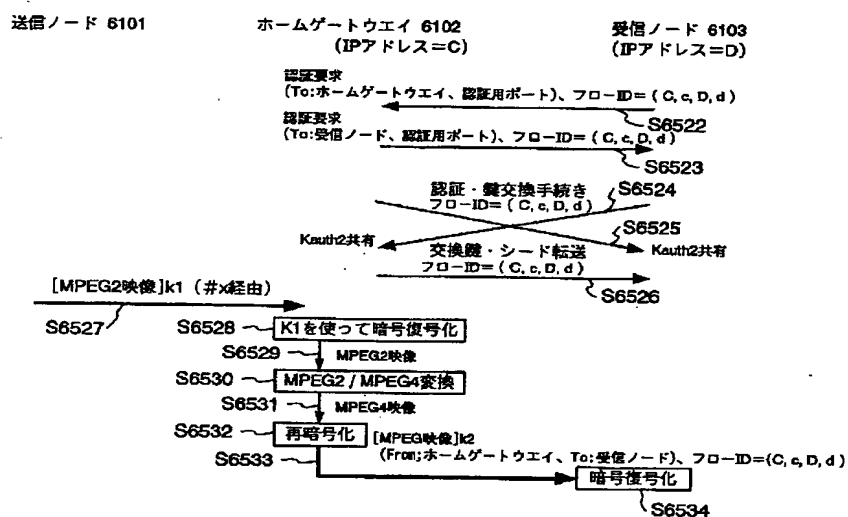 送信ノード 6101
ホームゲートウエイ 6102
(IPアドレス=C)
受信ノード 6103
(IPアドレス=D)
認証要求
(To:ホームゲートウエイ、認証用ポート)、フローID=( C, c, D, d )
S6522
認証要求
(To:受信ノード、認証用ポート)、フローID=( C, c, D, d )
S6523
認証・鍵交換手続き
フローID=( C, c, D, d )
S6524
S6525
Kauth2共有
Kauth2共有
交換鍵・シード転送
フローID=( C, c, D, d )
S6526
[MPEG2映像]k1 (#x経由)
S6527
S6528
K1を使って暗号復号化
S6529
MPEG2映像
S6530
MPEG2 / MPEG4変換
S6531
MPEG4映像
S6532
再暗号化
[MPEG映像]k2
S6533
(From;ホームゲートウエイ、To:受信ノード)、フローID=(C, c, D, d )
暗号復号化
S6534